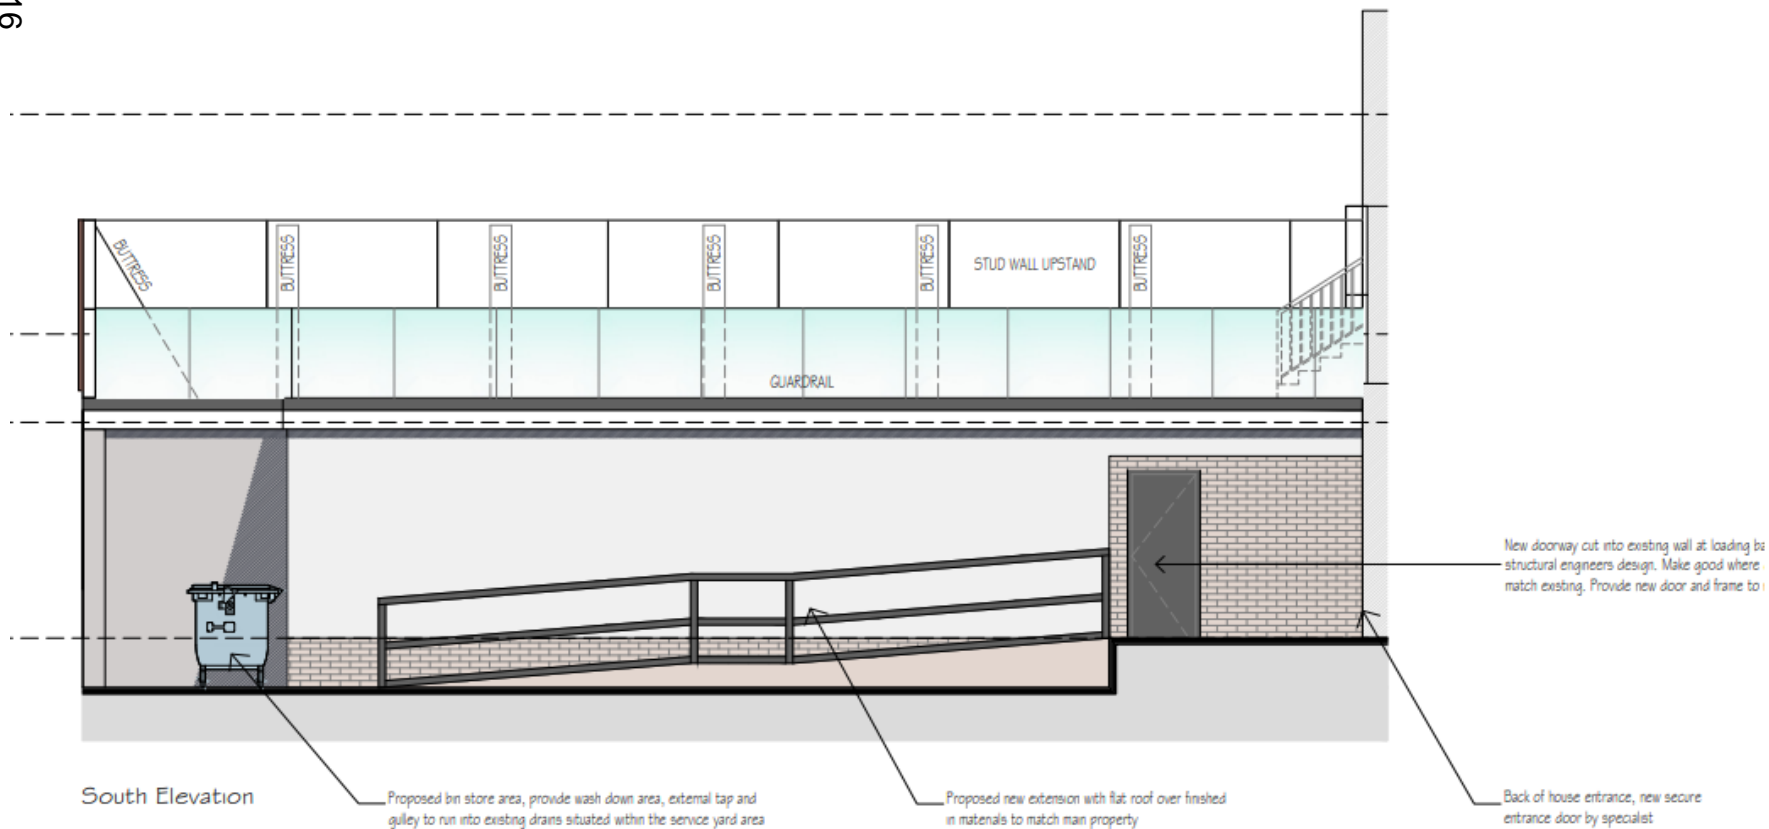 16
BUTTRESS
BUTTRESS
BUTTRESS
BUTTRESS
BUTTRESS
STUD WALL UPSTAND
BUTTRESS
GUARDRAIL
New doorway cut into existing wall at loading ba
structural engineers design. Make good where
match existing. Provide new door and frame to
South Elevation
Proposed bin store area, provide wash down area, external tap and
gulley to run into existing drains situated within the service yard area
Proposed new extension with flat roof over finished
in materials to match main property
Back of house entrance, new secure
entrance door by specialist